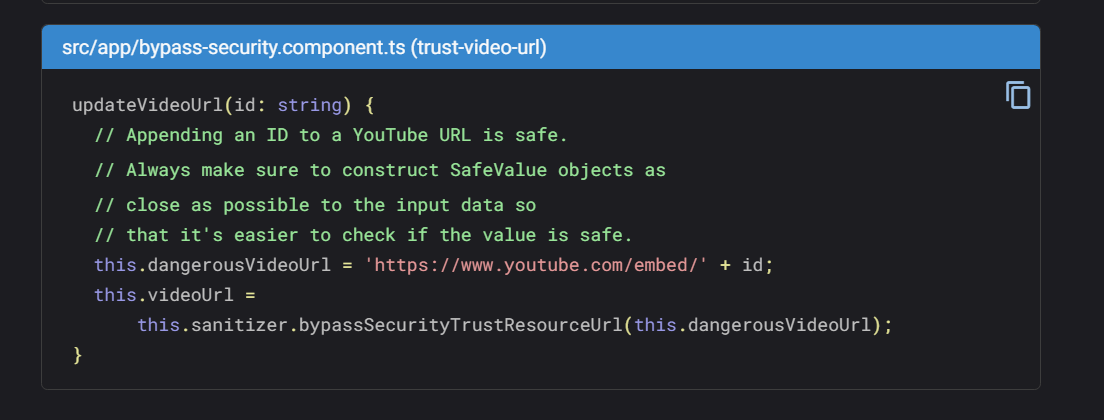 src/app/bypass-security.component.ts (trust-video-url)
updateVideoUrl(id: string) {
  // Appending an ID to a YouTube URL is safe.
  // Always make sure to construct SafeValue objects as
  // close as possible to the input data so
  // that it's easier to check if the value is safe.
  this.dangerousVideoUrl = 'https://www.youtube.com/embed/' + id;
  this.videoUrl =
      this.sanitizer.bypassSecurityTrustResourceUrl(this.dangerousVideoUrl);
}